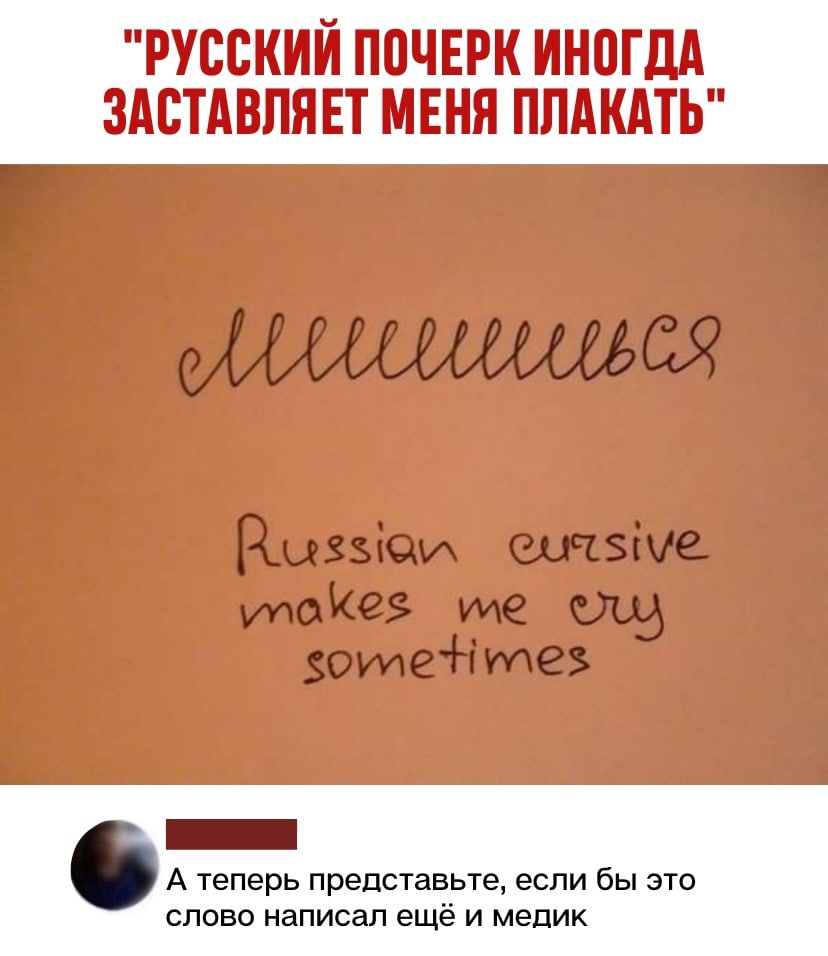 "РУССКИЙ ПОЧЕРК ИНОГДА
ЗАСТАВЛЯЕТ МЕНЯ ПЛАКАТЬ"
лишишься
Russian cursive
makes me cry
sometimes
А теперь представьте, если бы это
слово написал ещё и медик